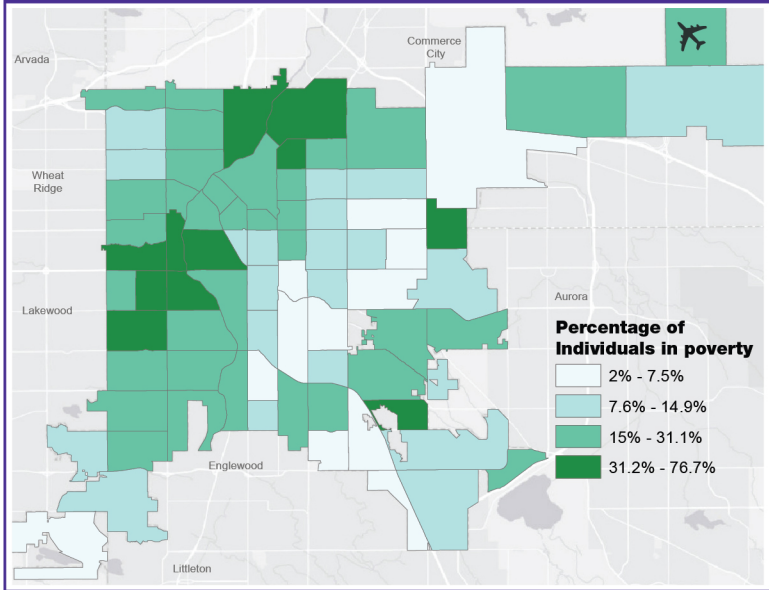 Commerce
City
Arvada
Wheat
Ridge
Lakewood
Aurora
Percentage of
Individuals in poverty
2% - 7.5%
7.6% - 14.9%
15% - 31.1%
31.2% - 76.7%
Englewood
Littleton